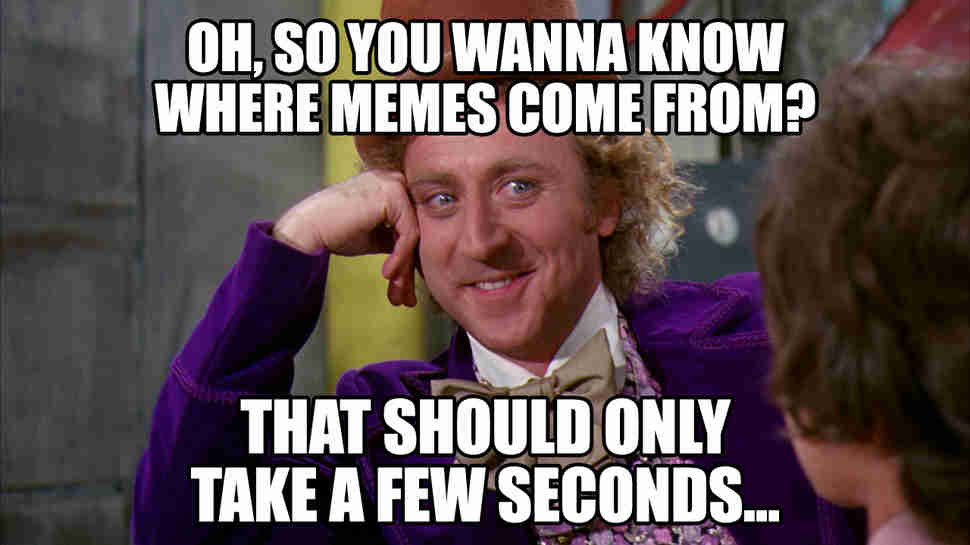 OH, SO YOU WANNA KNOW
WHERE MEMES COME FROM?
THAT SHOULD ONLY
TAKE A FEW SECONDS...